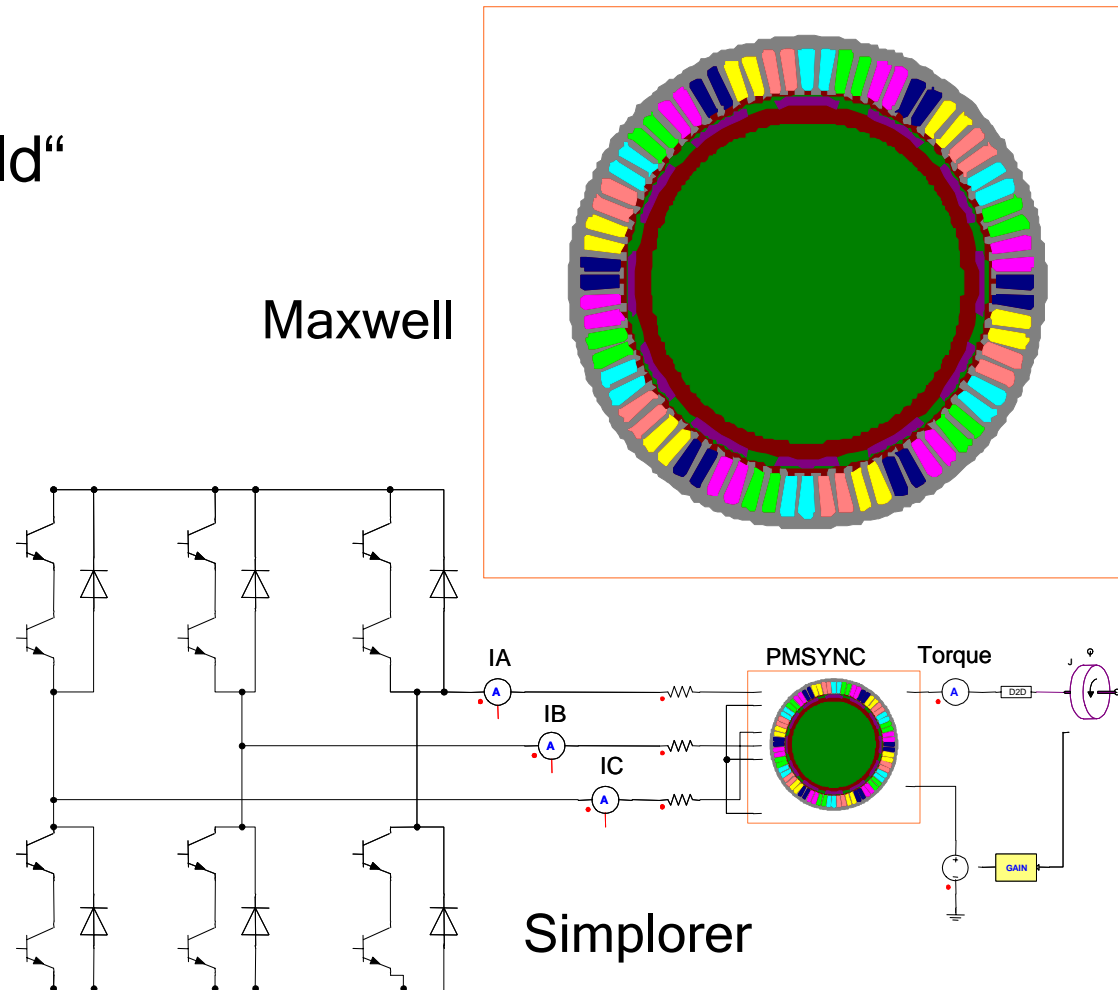 ld“
Maxwell
IA
PMSYNC
Torque
J
A
A
D2D
IB
A
IC
A
GAIN
Simplorer